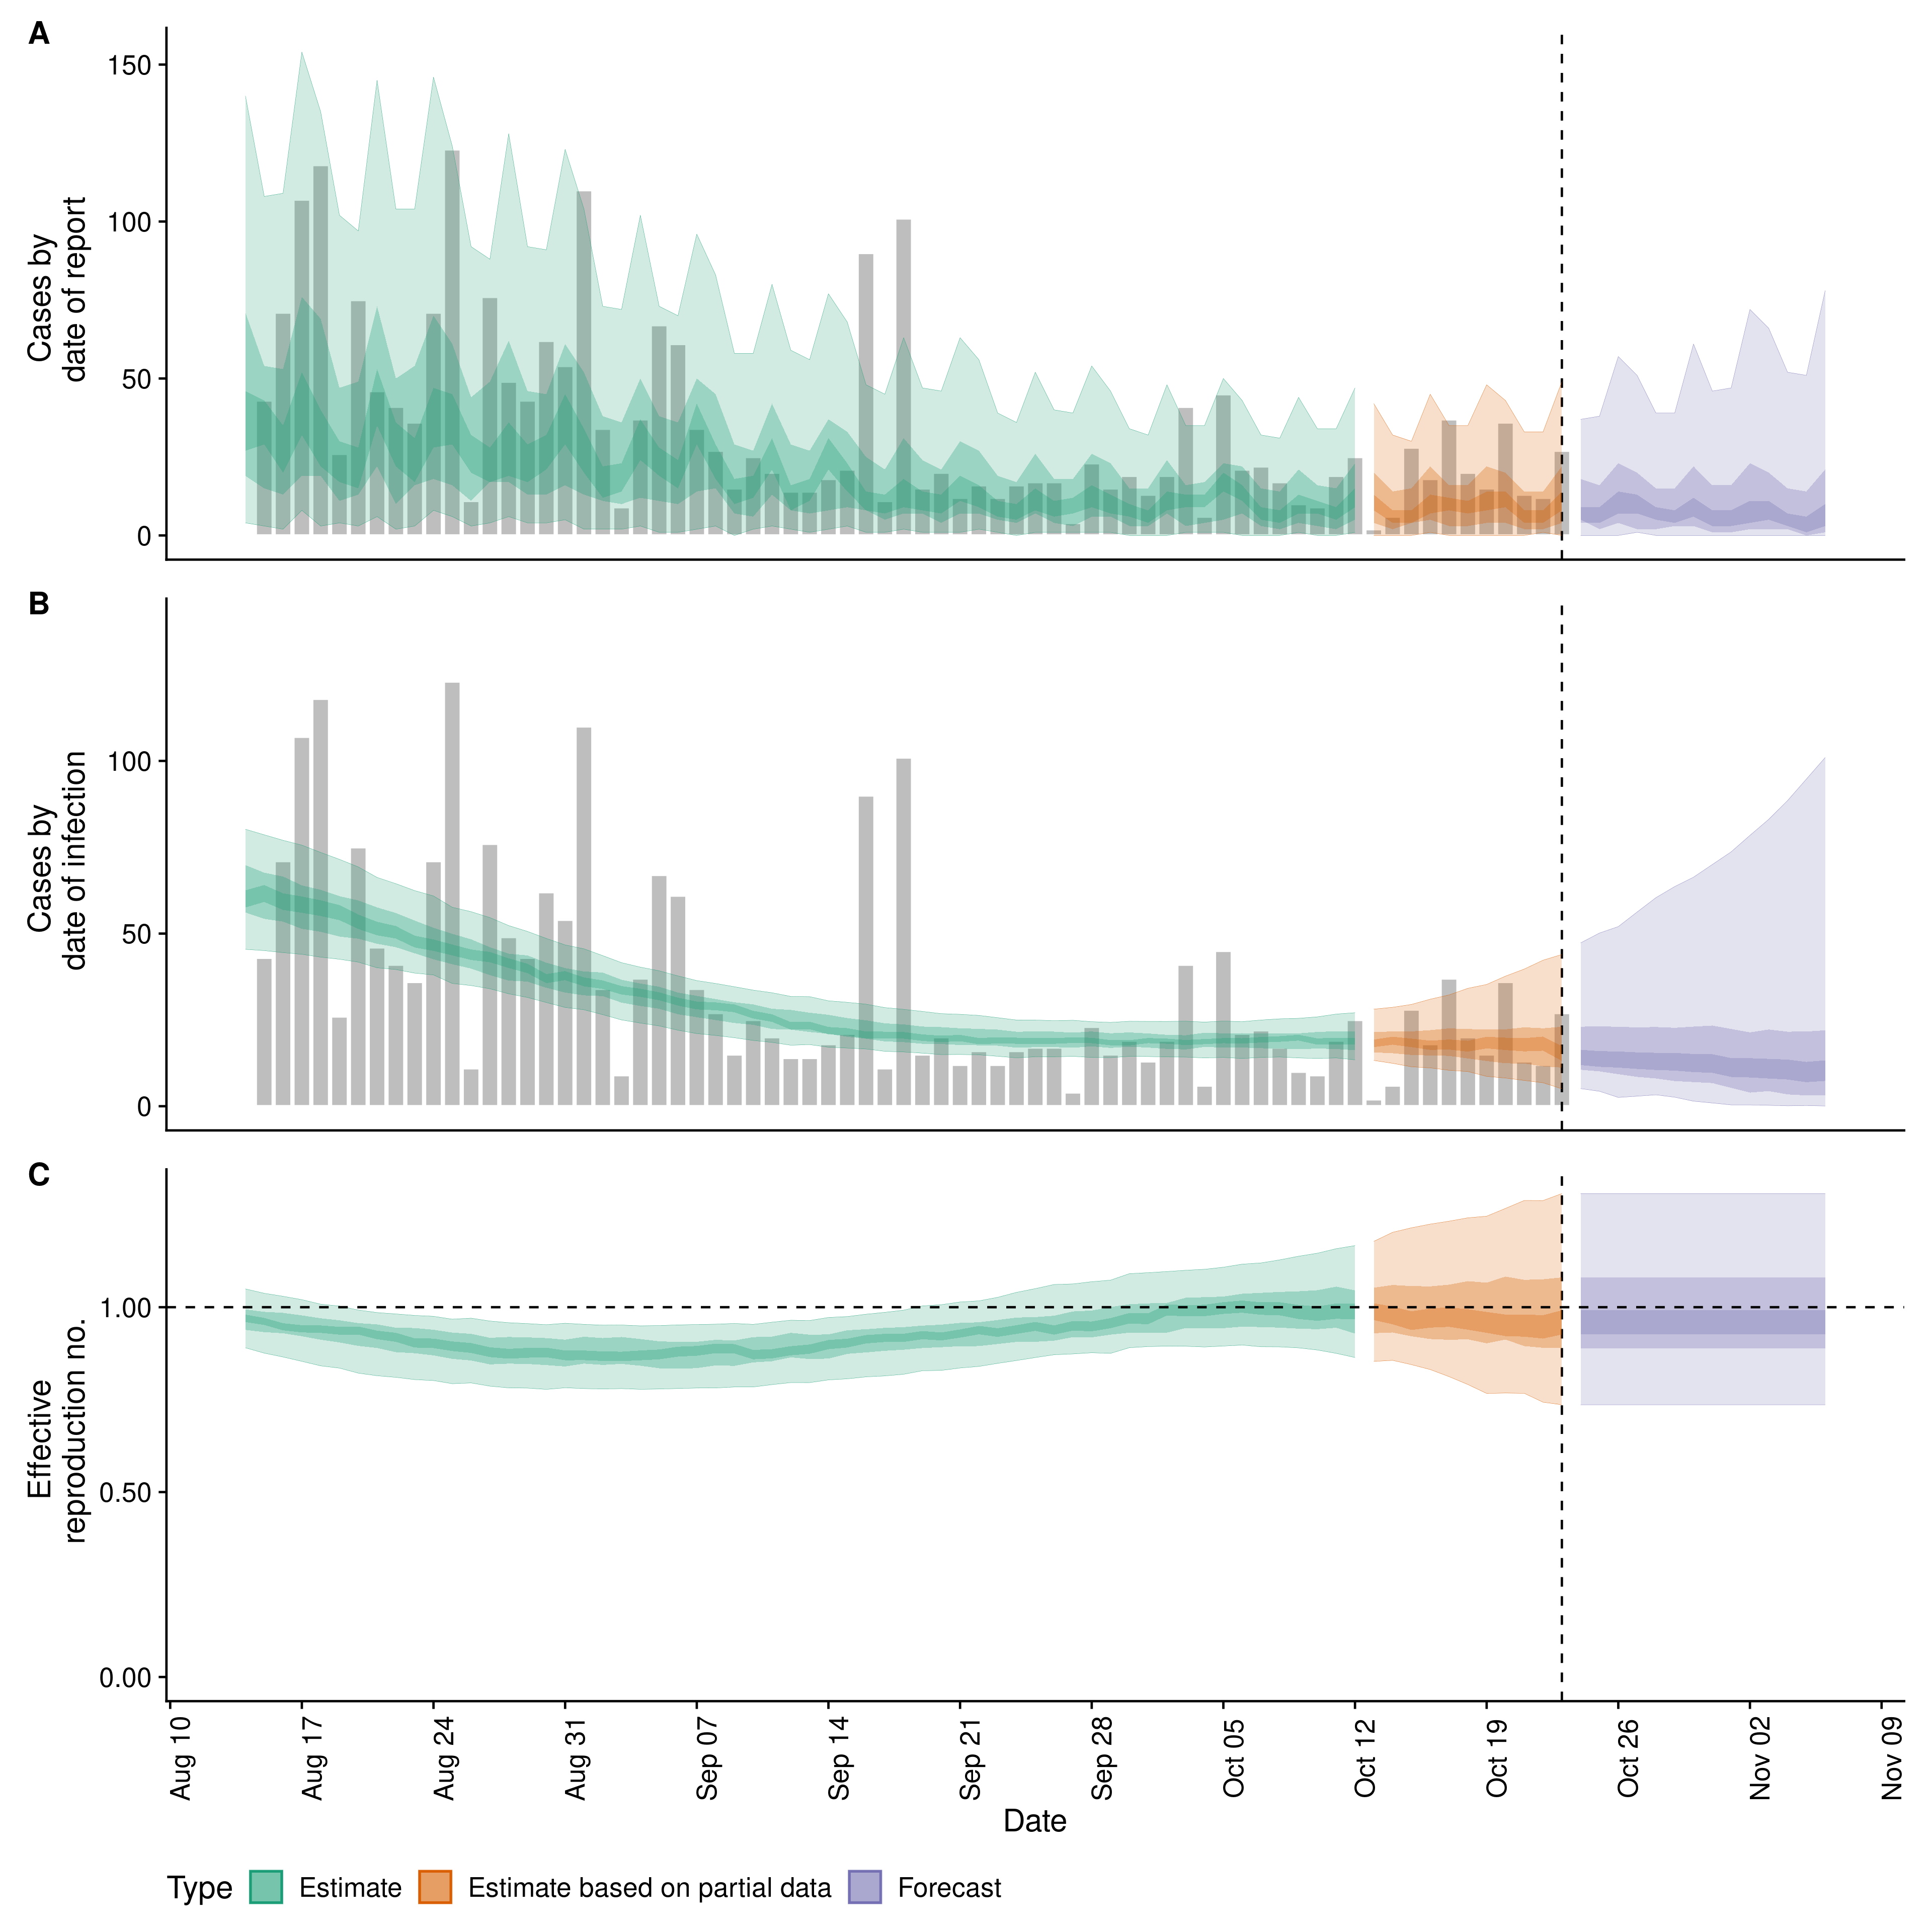 A
150
100
50
0
Cases by
date of report
B
100
50
0
Cases by
date of infection
C
1.00
0.50
0.00
Effective
reproduction no.
Aug 10
Aug 17
Aug 24
Aug 31
Sep 07
Sep 14
Sep 21
Sep 28
Oct 05
Oct 12
Oct 19
Oct 26
Nov 02
Nov 09
Date
Type Estimate Estimate based on partial data Forecast